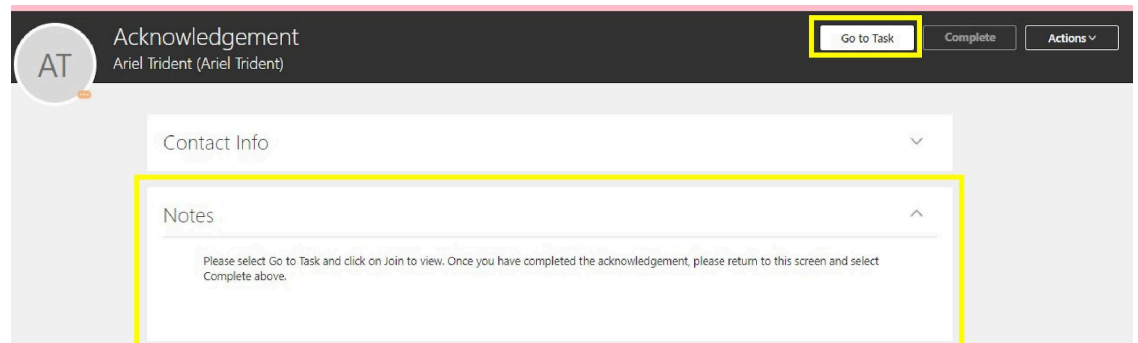 Acknowledgement
Ariel Trident (Ariel Trident)
AT
Go to Task
Complete
Actions
Contact Info
Notes
Please select Go to Task and click on Join to view. Once you have completed the acknowledgement, please return to this screen and select
Complete above.